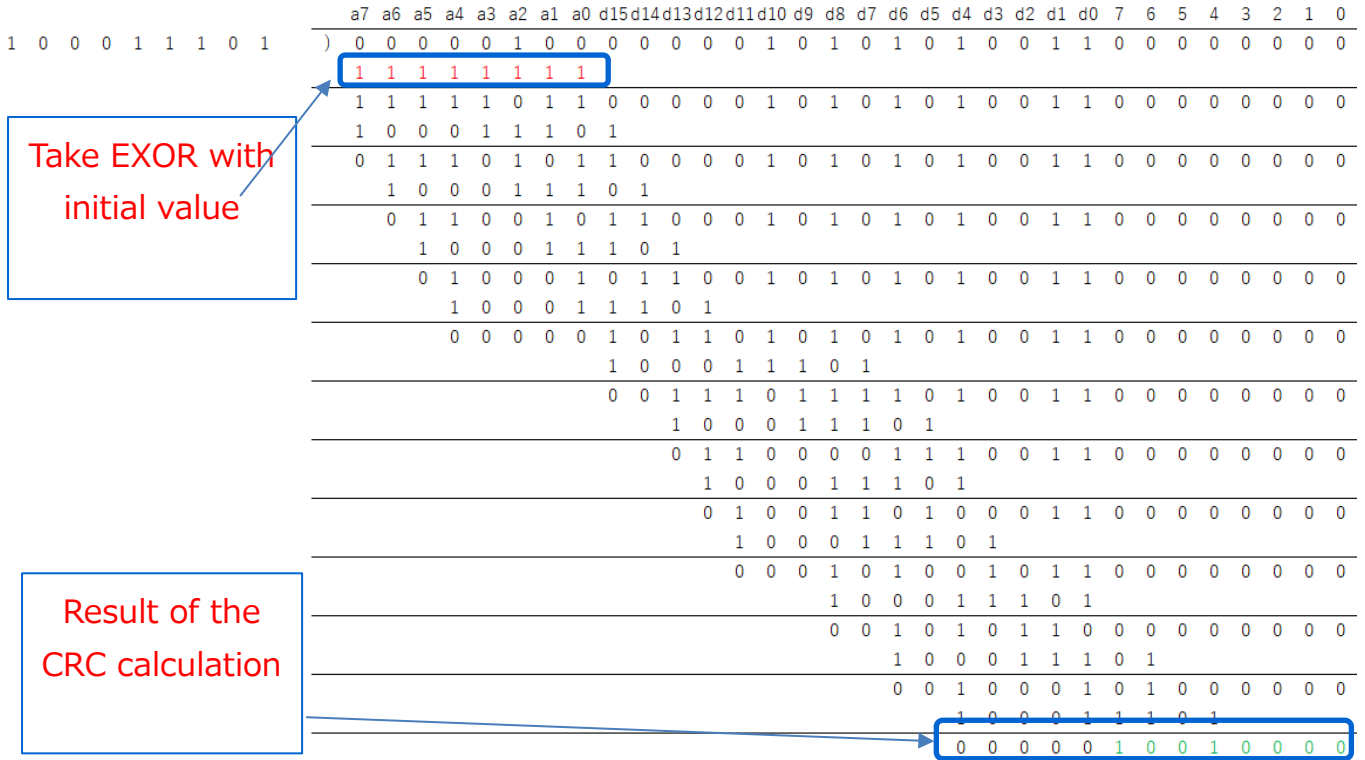 a7 a6 a5 a4 a3 a2 a1 a0 d15 d14 d13 d12 d11 d10 d9 d8 d7 d6 d5 d4 d3 d2 d1 d0 7 6 5 4 3 2 1 0
1 0 0 0 1 1 1 0 1 ) 0 0 0 0 0 1 0 0 0 0 0 0 0 1 0 1 0 1 0 1 0 0 1 1 0 0 0 0 0 0 0 0
1 1 1 1 1 1 1 1
1 1 1 1 1 0 1 1 0 0 0 0 0 1 0 1 0 1 0 1 0 0 1 1 0 0 0 0 0 0 0 0
1 0 0 0 1 1 1 0 1
0 1 1 1 0 1 0 1 1 0 0 0 0 1 0 1 0 1 0 1 0 0 1 1 0 0 0 0 0 0 0 0
1 0 0 0 1 1 1 0 1
0 1 1 0 0 1 0 1 1 0 0 0 1 0 1 0 1 0 1 0 0 1 1 0 0 0 0 0 0 0 0
1 0 0 0 1 1 1 0 1
0 1 0 0 0 1 0 1 1 0 0 1 0 1 0 1 0 1 0 0 1 1 0 0 0 0 0 0 0 0
1 0 0 0 1 1 1 0 1
0 0 0 0 0 1 0 1 1 0 1 0 1 0 1 0 1 0 0 1 1 0 0 0 0 0 0 0 0
1 0 0 0 1 1 1 0 1
0 0 1 1 1 0 1 1 1 1 0 1 0 0 1 1 0 0 0 0 0 0 0 0
1 0 0 0 1 1 1 0 1
0 1 1 0 0 0 0 1 1 1 0 0 1 1 0 0 0 0 0 0 0 0
1 0 0 0 1 1 1 0 1
0 1 0 0 1 1 0 1 0 0 0 1 1 0 0 0 0 0 0 0 0
1 0 0 0 1 1 1 0 1
0 0 0 1 0 1 0 0 1 0 1 1 0 0 0 0 0 0 0 0
1 0 0 0 1 1 1 0 1
0 0 1 0 1 0 1 1 0 0 0 0 0 0 0 0 0
1 0 0 0 1 1 1 0 1
0 0 1 0 0 0 1 0 1 0 0 0 0 0 0
1 0 0 0 1 1 1 0 1
0 0 0 0 0 1 0 0 1 0 0 0 0
Take EXOR with
initial value
Result of the
CRC calculation